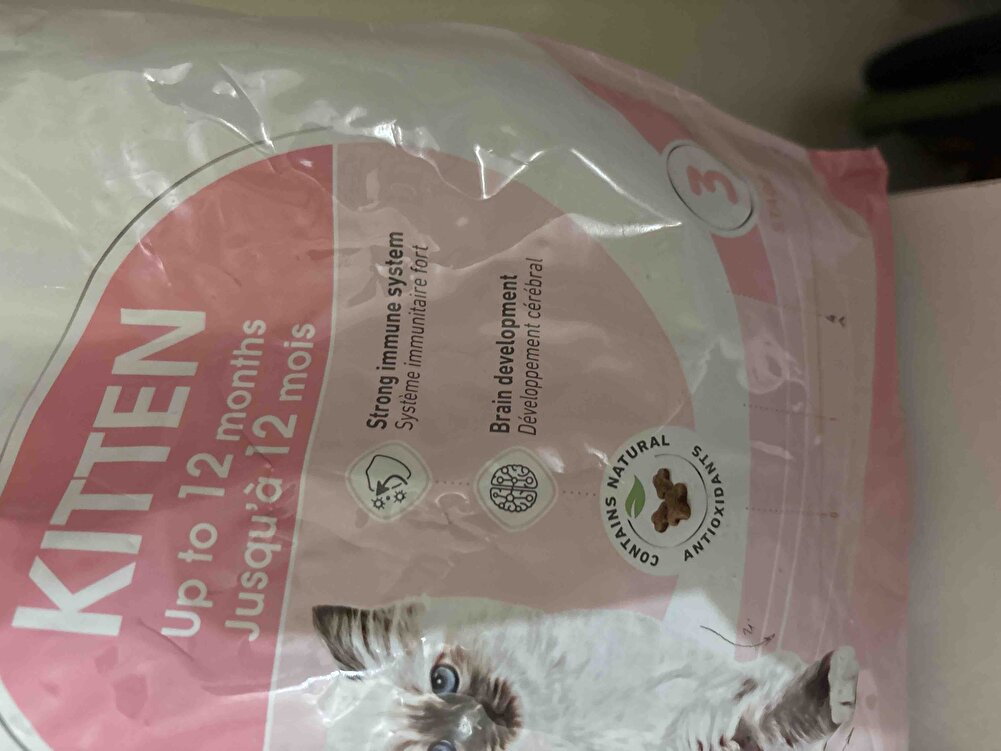 KITTEN
Up to 12 months
Jusqu'à 12 mois
Strong immune system
Système immunitaire fort
Brain development
Développement cérébral
CONTAINS NATURAL
ANTIOXIDANTS
3